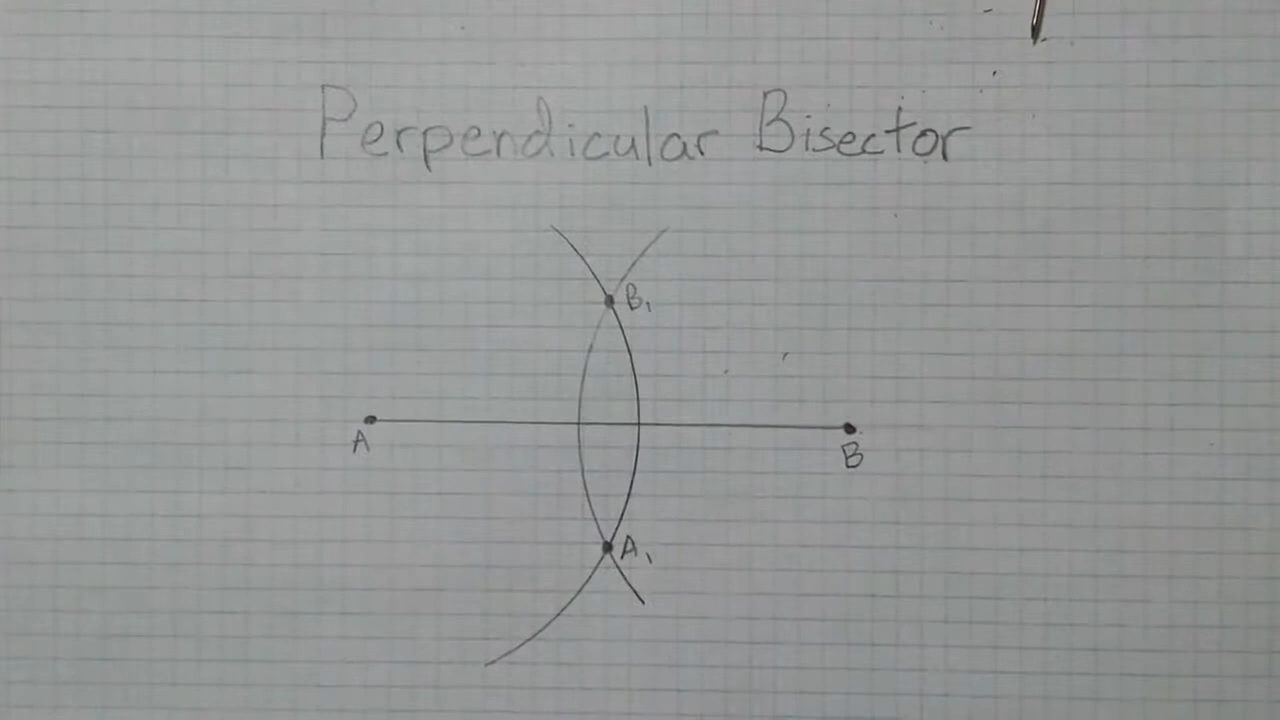 Perpendicular Bisector
B₁
A
B
A₁